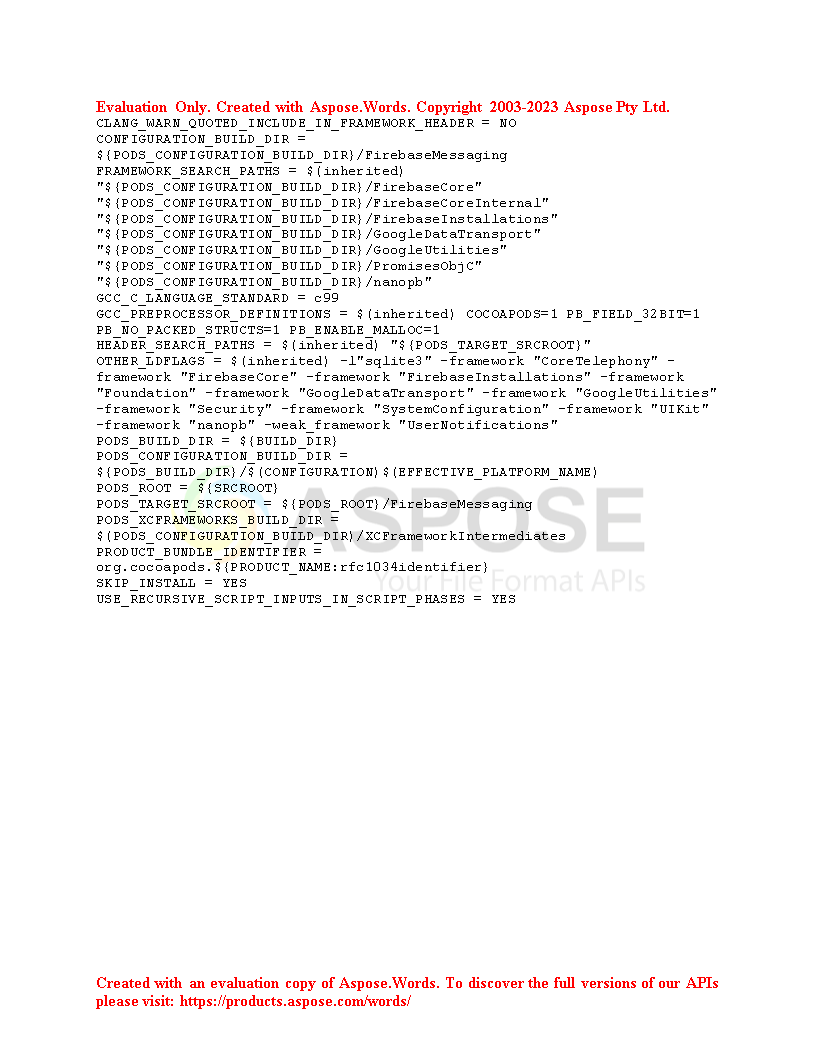 Evaluation Only. Created with Aspose.Words. Copyright 2003-2023 Aspose Pty Ltd.
CLANG_WARN_QUOTED_INCLUDE_IN_FRAMEWORK_HEADER = NO
CONFIGURATION_BUILD_DIR =
${PODS_CONFIGURATION_BUILD_DIR}/FirebaseMessaging
FRAMEWORK_SEARCH_PATHS = $(inherited)
"${PODS_CONFIGURATION_BUILD_DIR}/FirebaseCore"
"${PODS_CONFIGURATION_BUILD_DIR}/FirebaseCoreInternal"
"${PODS_CONFIGURATION_BUILD_DIR}/FirebaseInstallations"
"${PODS_CONFIGURATION_BUILD_DIR}/GoogleDataTransport"
"${PODS_CONFIGURATION_BUILD_DIR}/GoogleUtilities"
"${PODS_CONFIGURATION_BUILD_DIR}/PromisesObjC"
"${PODS_CONFIGURATION_BUILD_DIR}/nanopb"
GCC_C_LANGUAGE_STANDARD = c99
GCC_PREPROCESSOR_DEFINITIONS = $(inherited) COCOAPODS=1 PB_FIELD_32BIT=1
PB_NO_PACKED_STRUCTS=1 PB_ENABLE_MALLOC=1
HEADER_SEARCH_PATHS = $(inherited) "${PODS_TARGET_SRCROOT}"
OTHER_LDFLAGS = $(inherited) -l"sqlite3" -framework "CoreTelephony" -
framework "FirebaseCore" -framework "FirebaseInstallations" -framework
"Foundation" -framework "GoogleDataTransport" -framework "GoogleUtilities"
-framework "Security" -framework "SystemConfiguration" -framework "UIKit"
-framework "nanopb" -weak_framework "UserNotifications"
PODS_BUILD_DIR = ${BUILD_DIR}
PODS_CONFIGURATION_BUILD_DIR =
${PODS_BUILD_DIR}/$(CONFIGURATION)$(EFFECTIVE_PLATFORM_NAME)
PODS_ROOT = ${SRCROOT}
PODS_TARGET_SRCROOT = ${PODS_ROOT}/FirebaseMessaging
PODS_XCFRAMEWORKS_BUILD_DIR =
$(PODS_CONFIGURATION_BUILD_DIR)/XCFrameworkIntermediates
PRODUCT_BUNDLE_IDENTIFIER =
org.cocoapods.${PRODUCT_NAME:rfc1034identifier}
SKIP_INSTALL = YES
USE_RECURSIVE_SCRIPT_INPUTS_IN_SCRIPT_PHASES = YES
ASPOSE
Your File Format APIs
Created with an evaluation copy of Aspose.Words. To discover the full versions of our APIs
please visit: https://products.aspose.com/words/